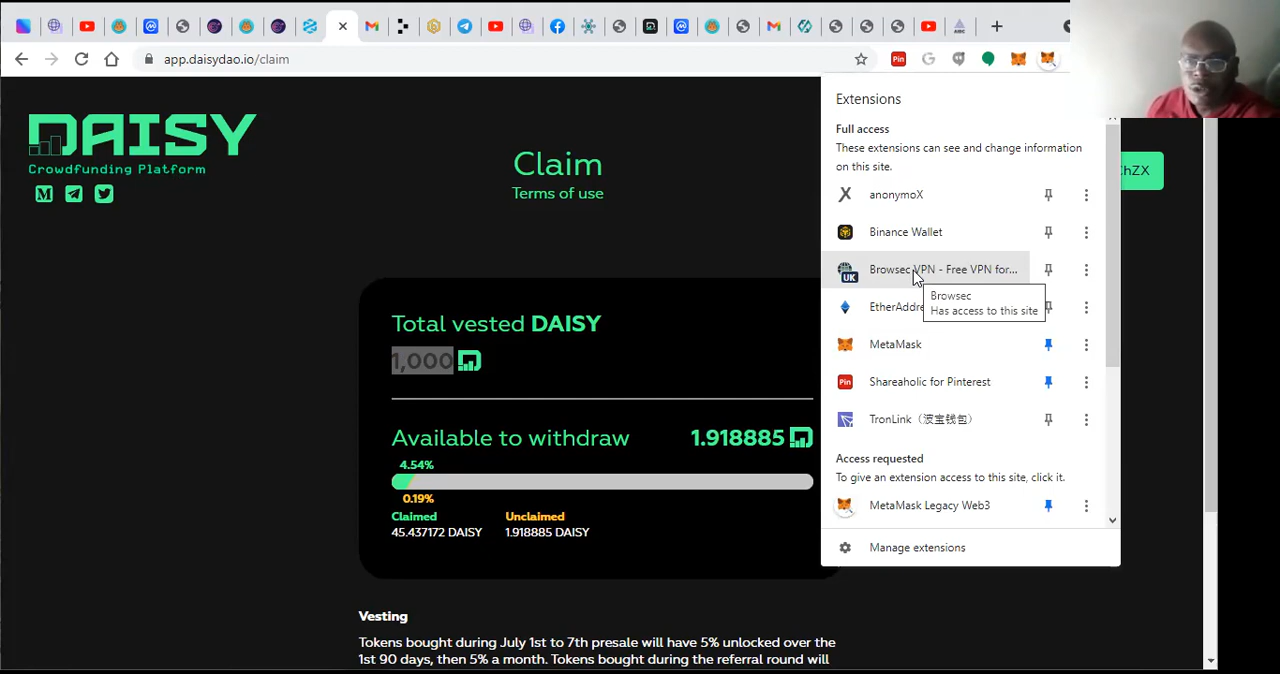 app.daisydao.io/claim
Pin
G
Extensions
Full access
These extensions can see and change information
on this site.
anonymoX
Binance Wallet
UK
Browsec VPN - Free VPN for...
Browsec
Has access to this site
EtherAddre
MetaMask
Pin
Shareaholic for Pinterest
TronLink（波宝钱包）
Access requested
To give an extension access to this site, click it.
MetaMask Legacy Web3
Manage extensions
DAISY
Crowdfunding Platform
Claim
Terms of use
hZX
Total vested DAISY
1,000
Available to withdraw
1.918885
4.54%
0.19%
Claimed
Unclaimed
45.437172 DAISY
1.918885 DAISY
Vesting
Tokens bought during July 1st to 7th presale will have 5% unlocked over the
1st 90 days, then 5% a month. Tokens bought during the referral round will